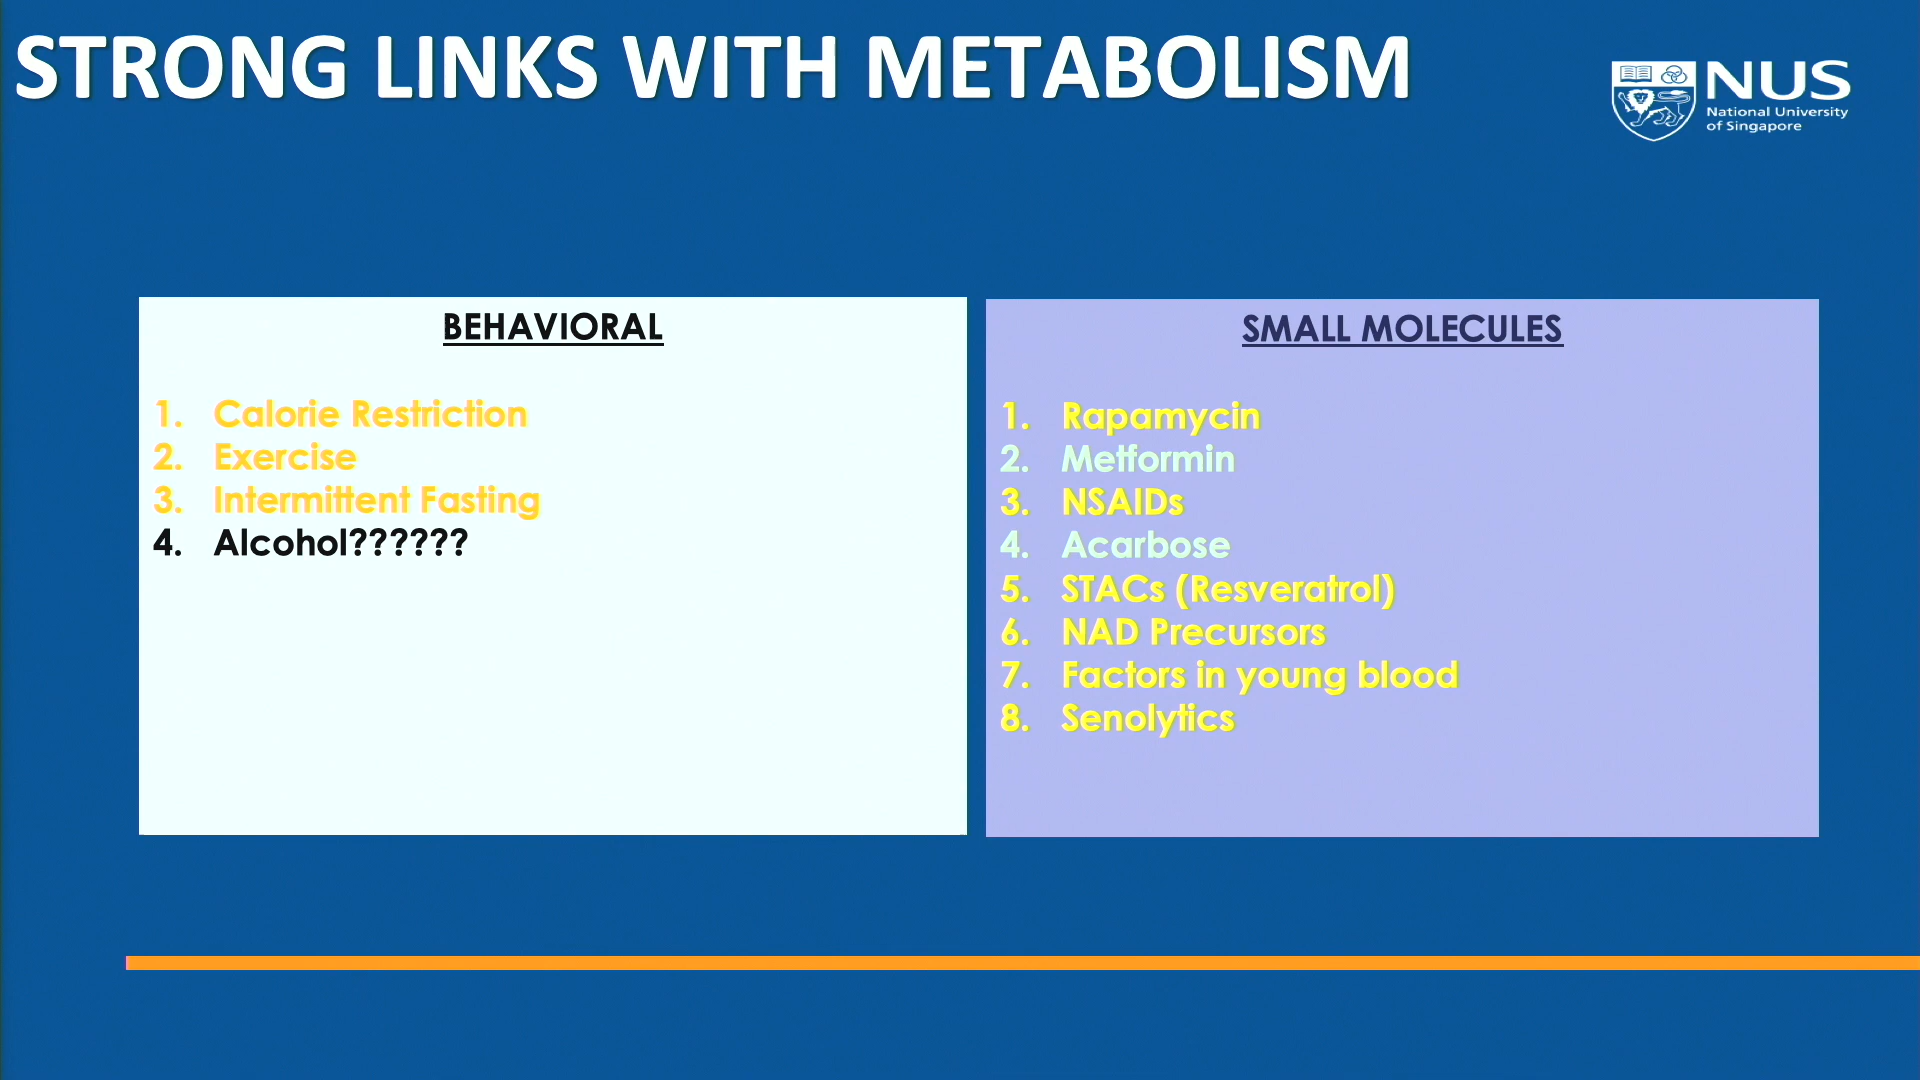 STRONG LINKS WITH METABOLISM
NUS
National University
of Singapore
BEHAVIORAL
1. Calorie Restriction
2. Exercise
3. Intermittent Fasting
4. Alcohol??????
SMALL MOLECULES
1. Rapamycin
2. Metformin
3. NSAIDs
4. Acarbose
5. STACs (Resveratrol)
6. NAD Precursors
7. Factors in young blood
8. Senolytics